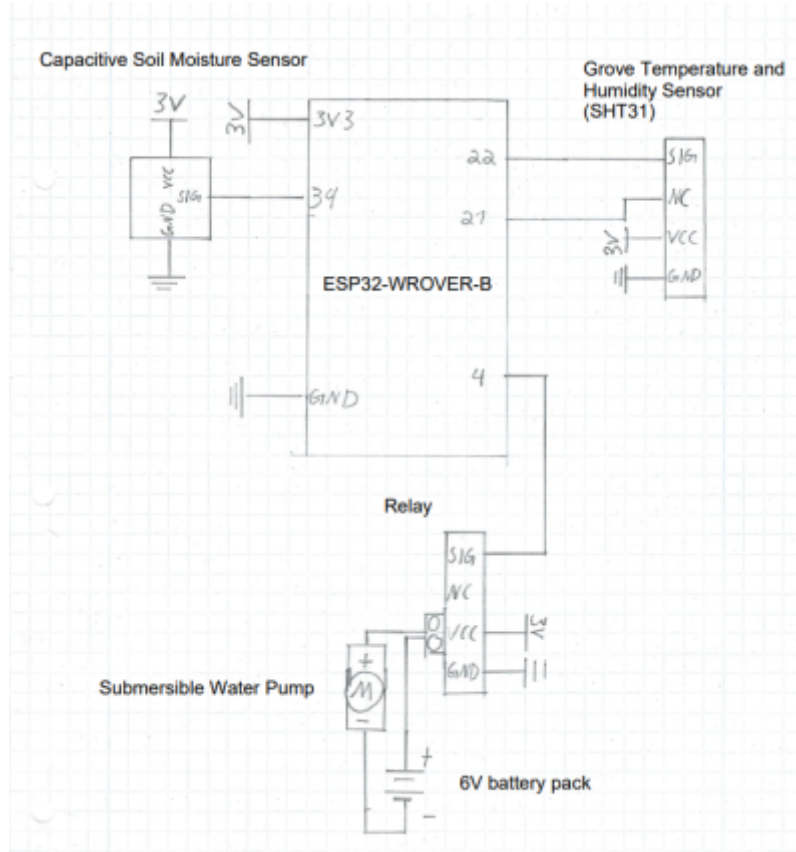 Capacitive Soil Moisture Sensor
Grove Temperature and
Humidity Sensor
(SHT31)
3V
3V
3V3
VCC
SIG
GND
34
22
21
SIG
NC
3V
VCC
GND
ESP32-WROVER-B
4
GND
Relay
SIG
NC
VCC
3V
GND
+
M
-
Submersible Water Pump
+
6V battery pack
-